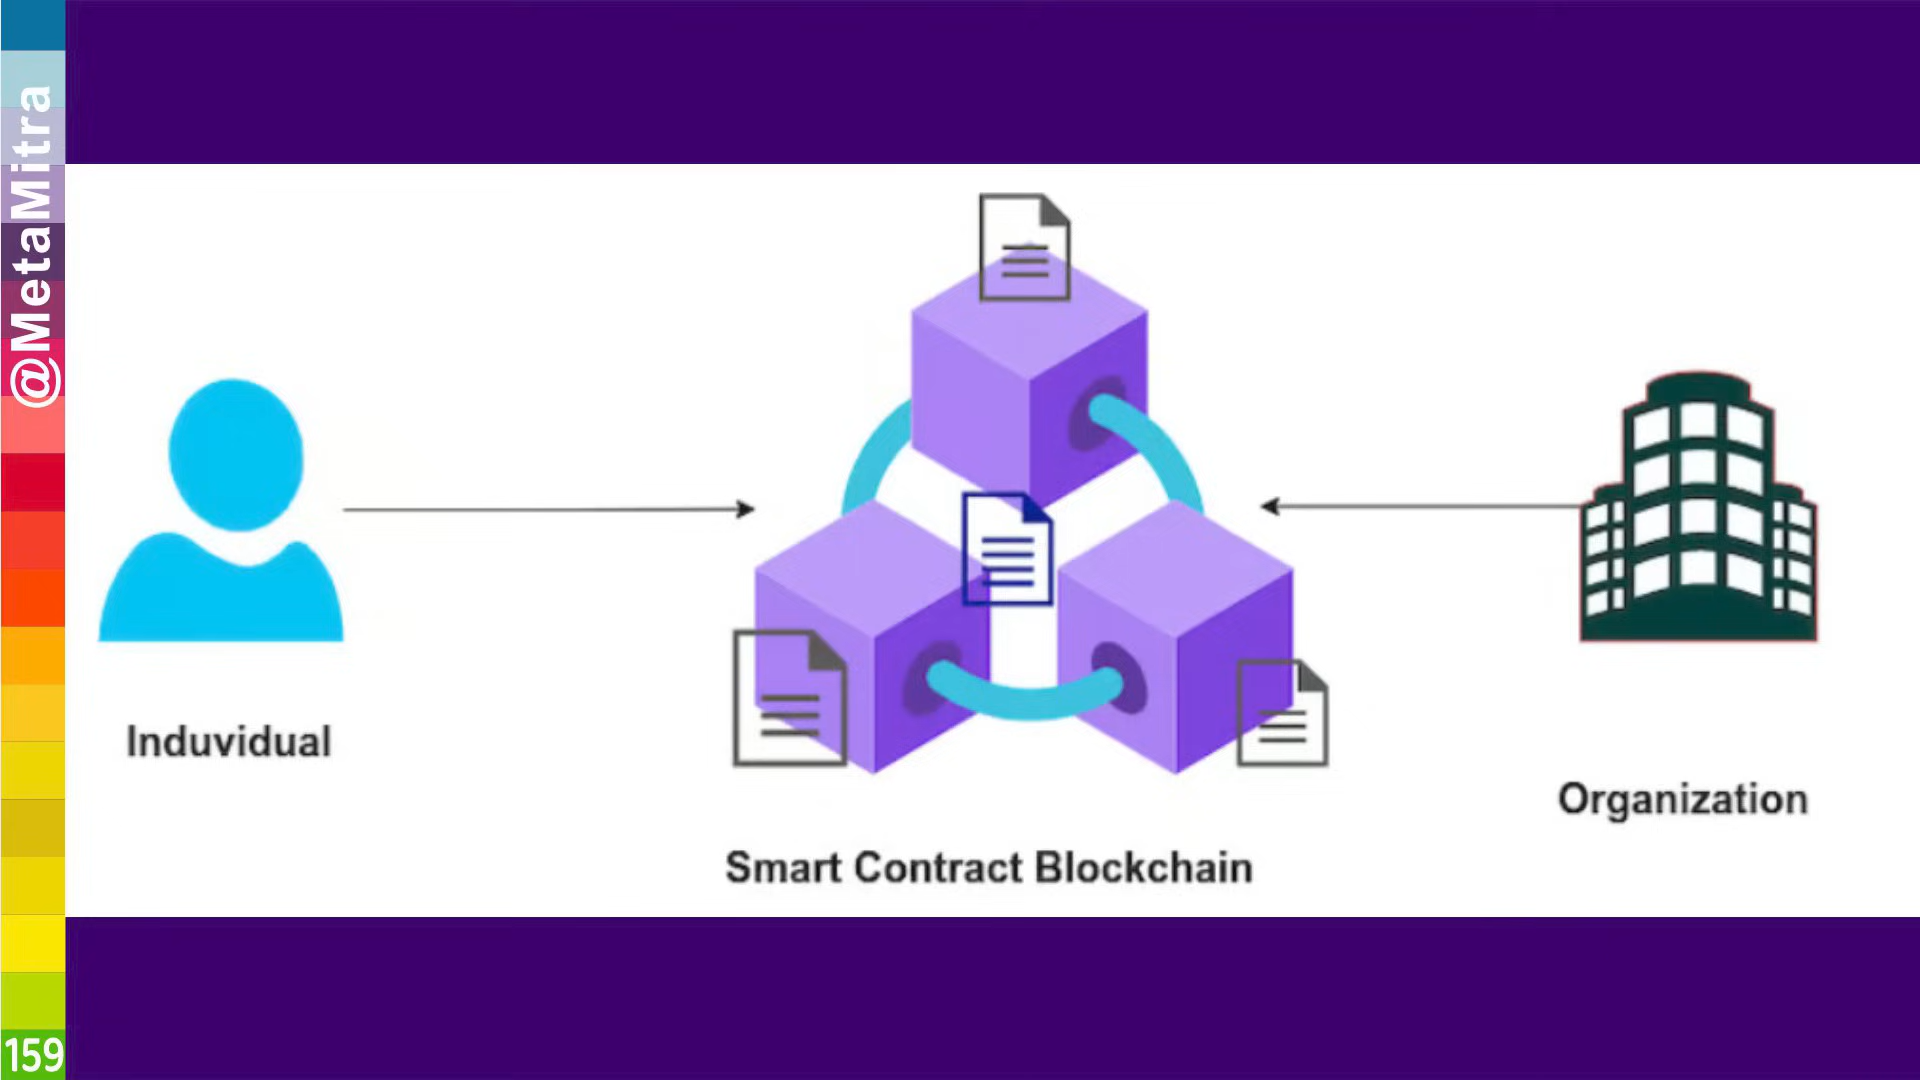 @MetaMitra
Induvidual
Organization
Smart Contract Blockchain
159